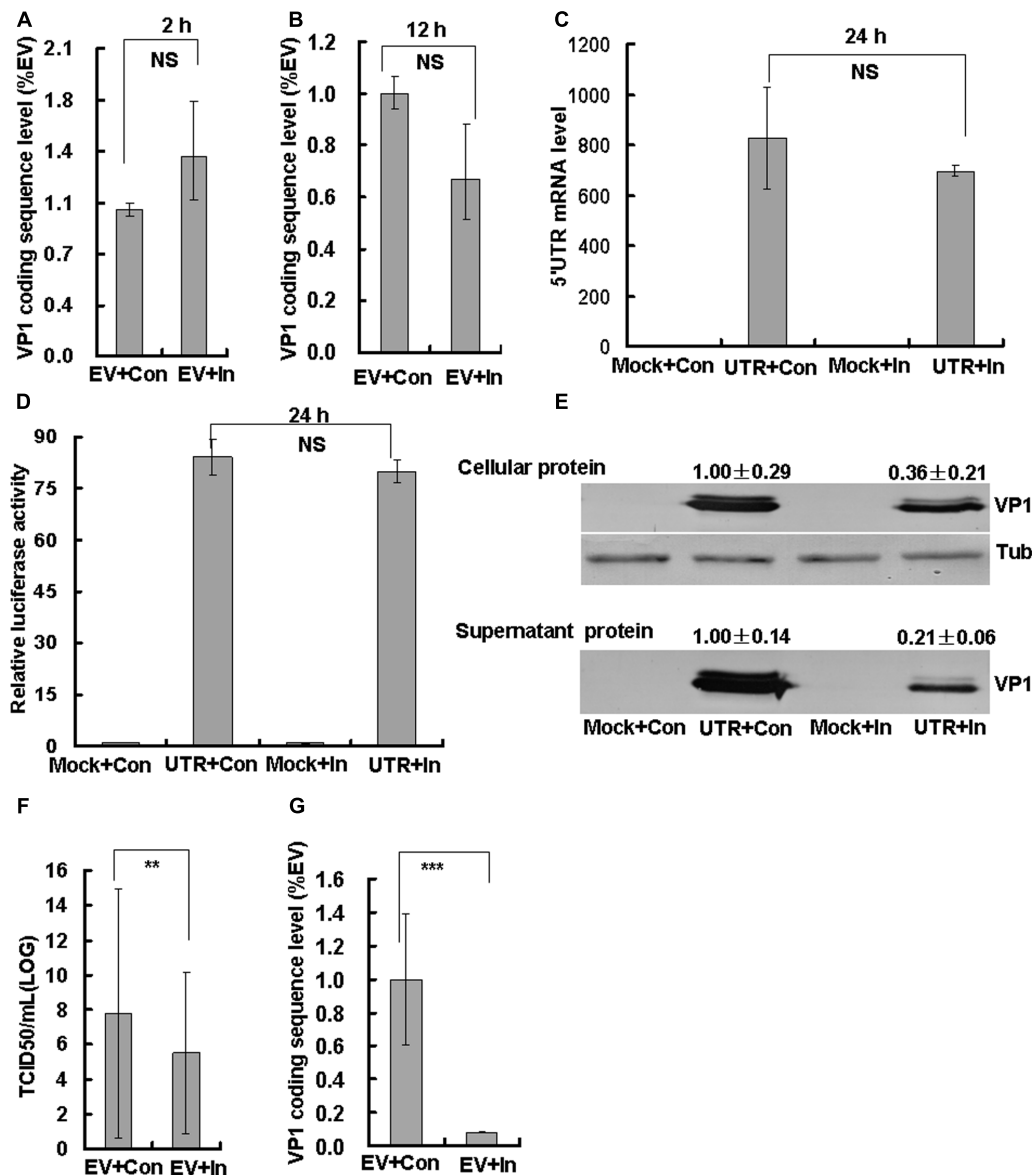 A
2 h
NS
VP1 coding sequence level (%EV)
2.1
1.8
1.4
1.1
0.7
0.4
0.0
EV+Con
EV+In
B
12 h
NS
VP1 coding sequence level (%EV)
1.2
1.0
0.8
0.6
0.4
0.2
0.0
EV+Con
EV+In
C
24 h
NS
5'UTR mRNA level
1200
1000
800
600
400
200
0
Mock+Con
UTR+Con
Mock+In
UTR+In
D
24 h
NS
Relative luciferase activity
90
75
60
45
30
15
0
Mock+Con
UTR+Con
Mock+In
UTR+In
E
Cellular protein
1.00±0.29
0.36±0.21
VP1
Tub
Supernatant protein
1.00±0.14
0.21±0.06
VP1
Mock+Con
UTR+Con
Mock+In
UTR+In
F
**
TCID50/mL(LOG)
16
14
12
10
8
6
4
2
0
EV+Con
EV+In
G
***
VP1 coding sequence level (%EV)
1.6
1.4
1.2
1.0
0.8
0.6
0.4
0.2
0.0
EV+Con
EV+In